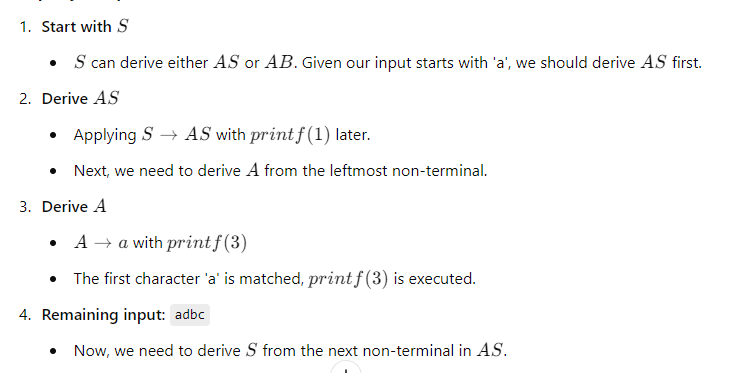 1. Start with S
• S can derive either AS or AB. Given our input starts with 'a', we should derive AS first.
2. Derive AS
• Applying S → AS with printf(1) later.
• Next, we need to derive A from the leftmost non-terminal.
3. Derive A
• A → a with printf(3)
• The first character 'a' is matched, printf(3) is executed.
4. Remaining input: adbc
• Now, we need to derive S from the next non-terminal in AS.